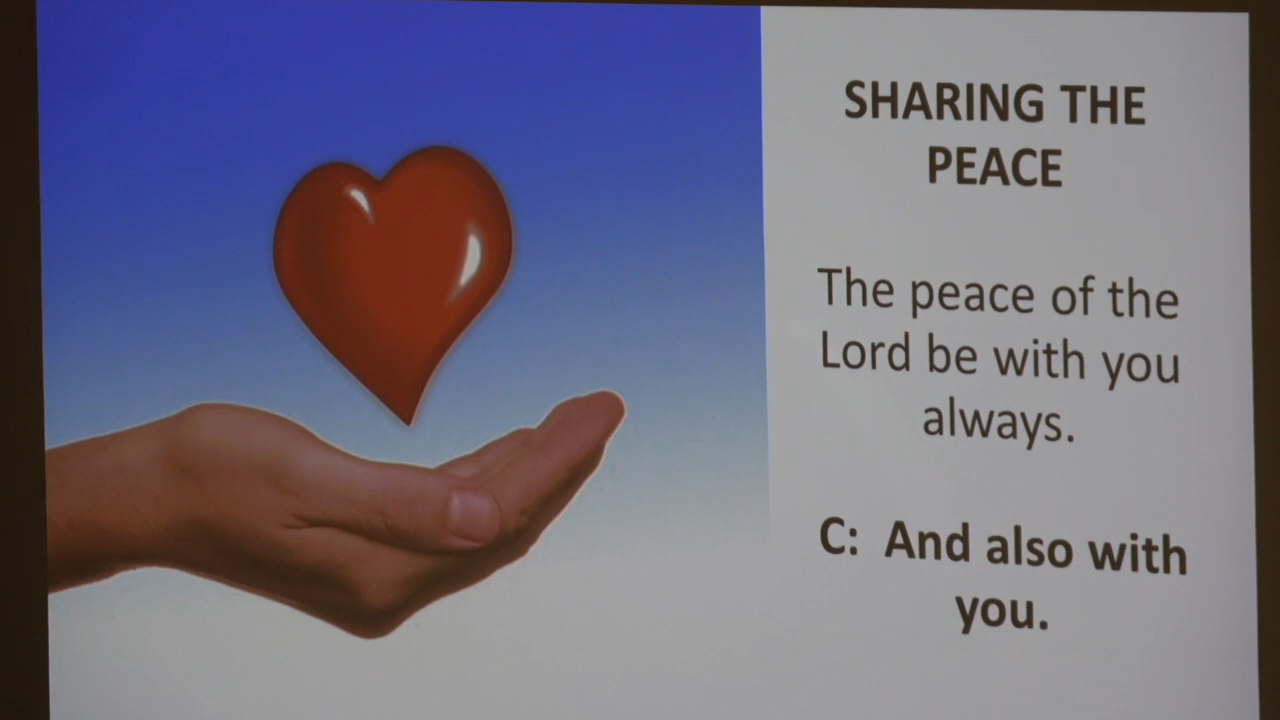 SHARING THE
PEACE
The peace of the
Lord be with you
always.
C: And also with
you.